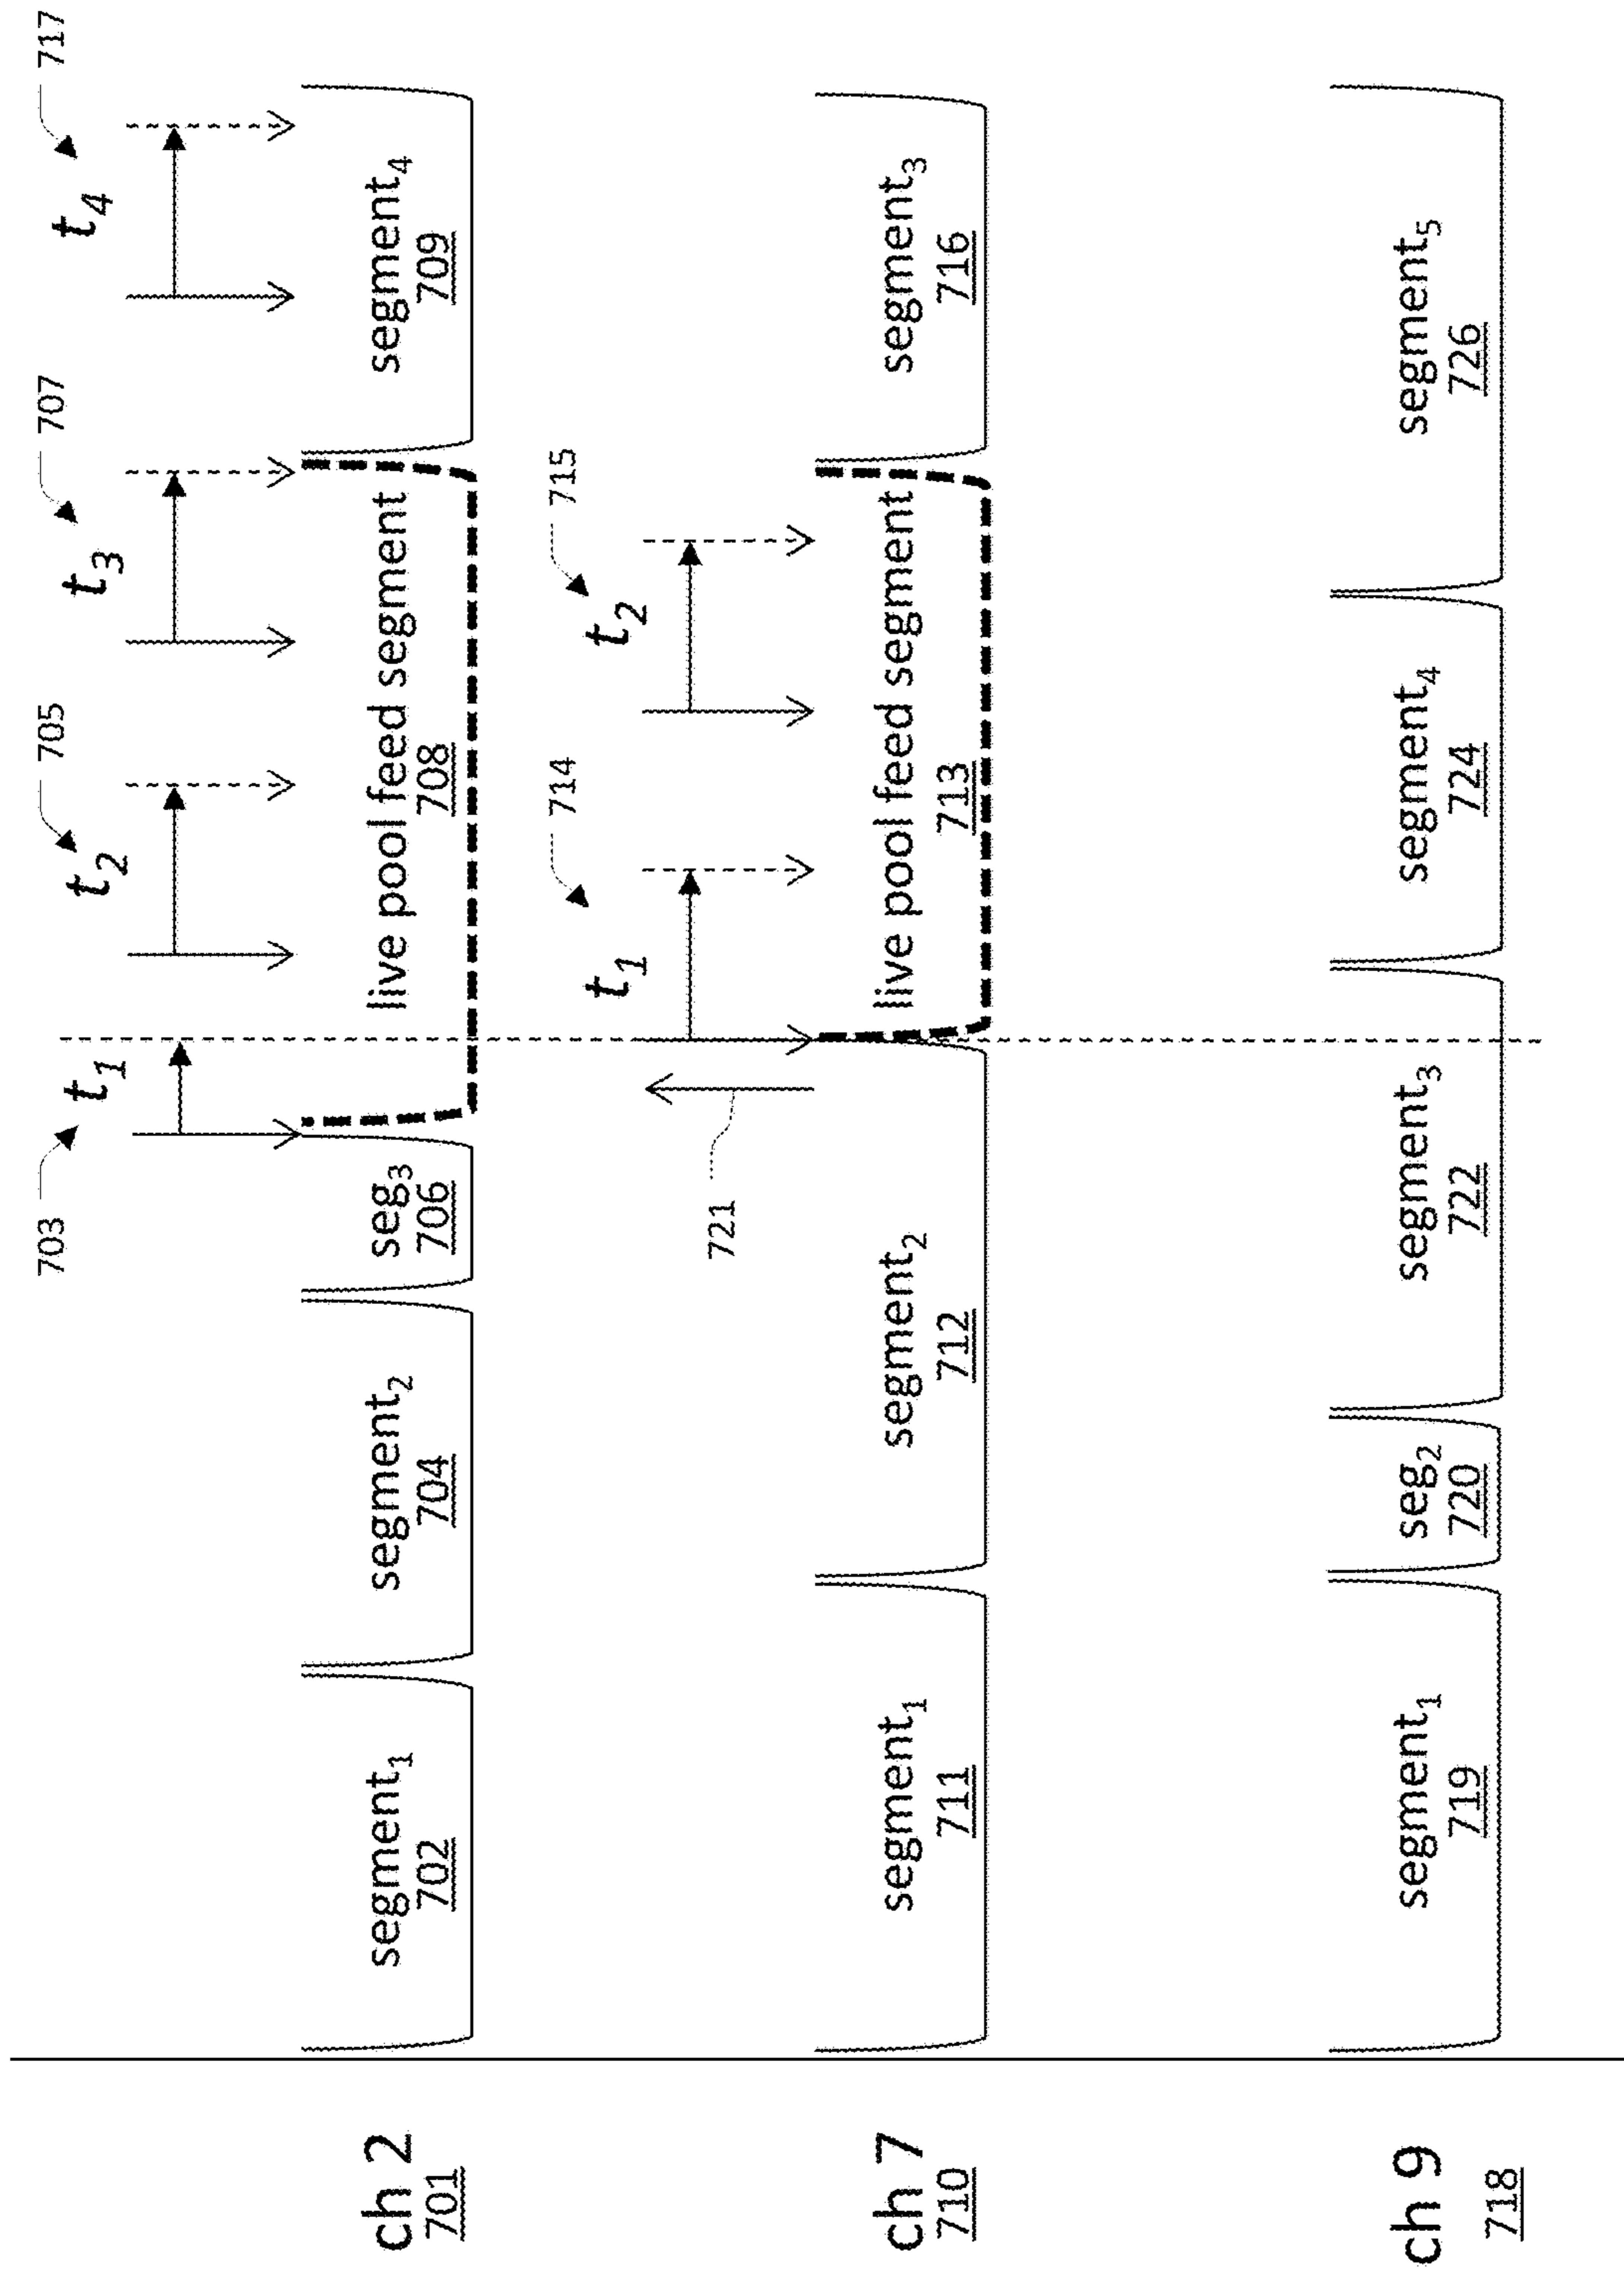 703
t1
705
t2
707
t3
717
t4
ch 2
701
segment1
702
segment2
704
seg3
706
live pool feed segment
708
segment4
709
721
714
t1
715
t2
ch 7
710
segment1
711
segment2
712
live pool feed segment
713
segment3
716
ch 9
718
segment1
719
seg2
720
segment3
722
segment4
724
segment5
726